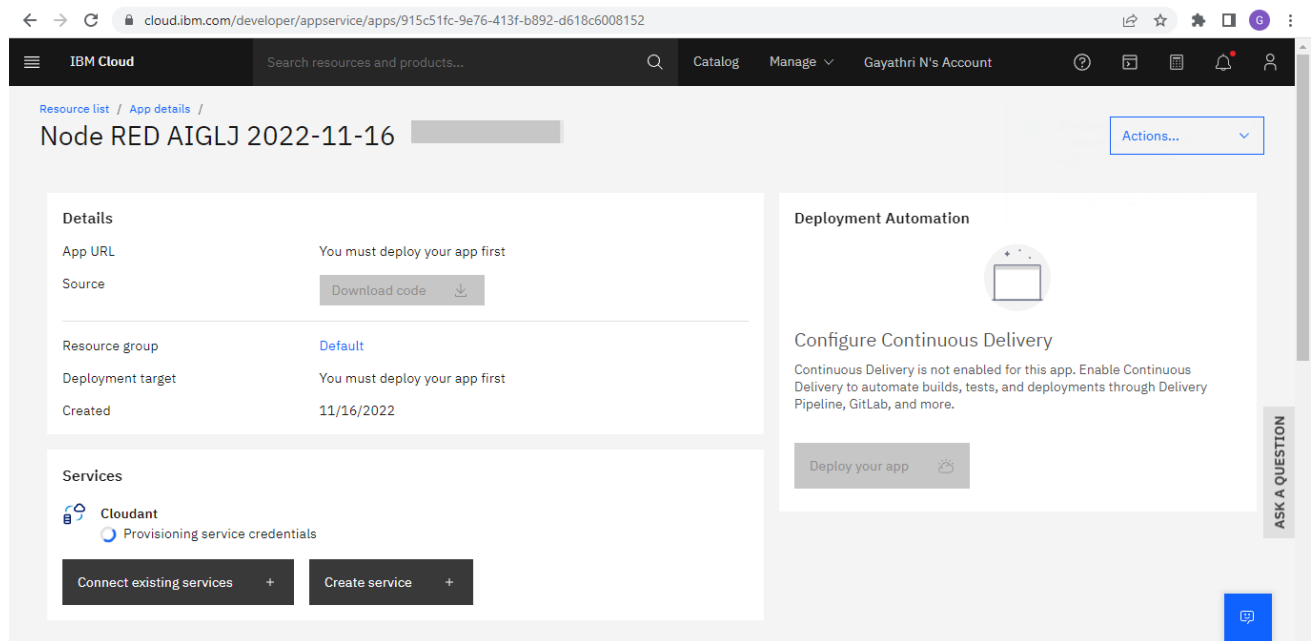 cloud.ibm.com/developer/appservice/apps/915c51fc-9e76-413f-b892-d618c6008152
G
IBM Cloud
Search resources and products...
Catalog
Manage
Gayathri N's Account
Resource list / App details /
Node RED AIGLJ 2022-11-16
Actions...
Details
App URL You must deploy your app first
Source Download code
Resource group Default
Deployment target You must deploy your app first
Created 11/16/2022
Services
Cloudant
Provisioning service credentials
Connect existing services +
Create service +
Deployment Automation
Configure Continuous Delivery
Continuous Delivery is not enabled for this app. Enable Continuous
Delivery to automate builds, tests, and deployments through Delivery
Pipeline, GitLab, and more.
Deploy your app
ASK A QUESTION